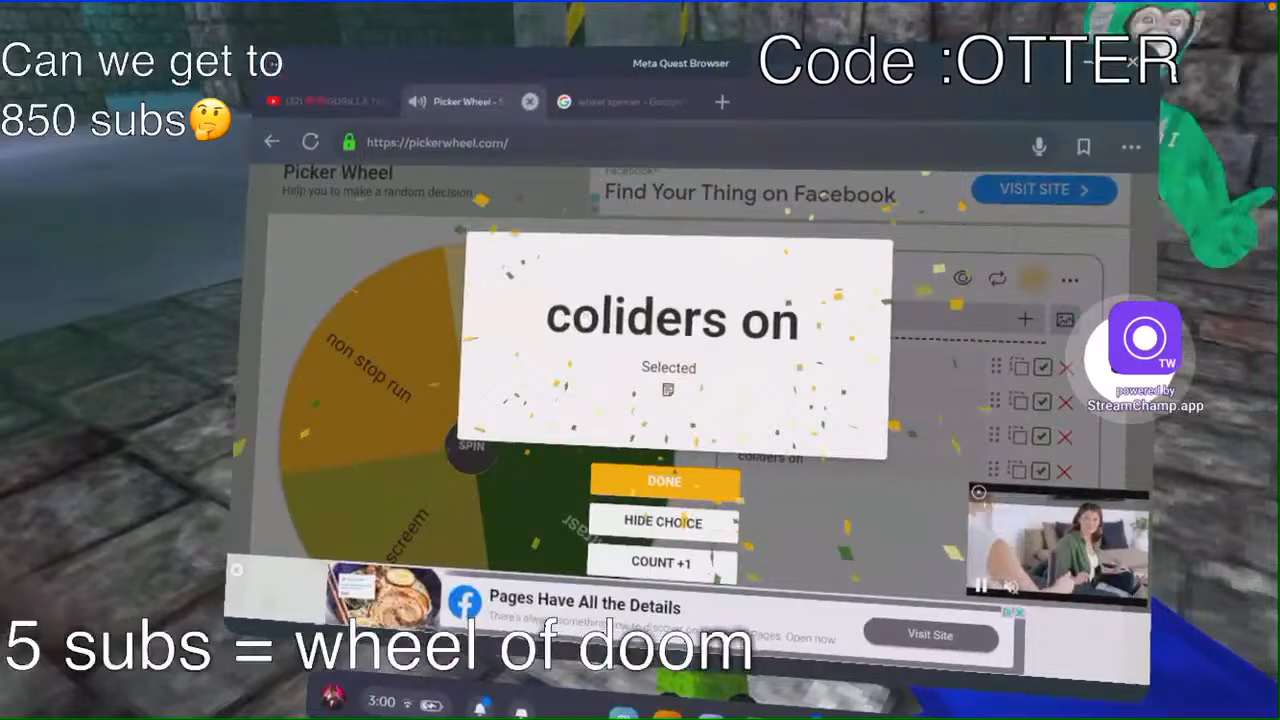 Can we get to
850 subs🤔
Code :OTTER
Meta Quest Browser
Picker Wheel - S
wheel spinner - Google
https://pickerwheel.com/
Picker Wheel
Help you to make a random decision
Find Your Thing on Facebook
VISIT SITE >
coliders on
Selected
non stop run
SPIN
screem
coliders on
DONE
HIDE CHOICE
COUNT +1
TW
powered by
StreamChamp.app
Pages Have All the Details
Visit Site
5 subs = wheel of doom
3:00